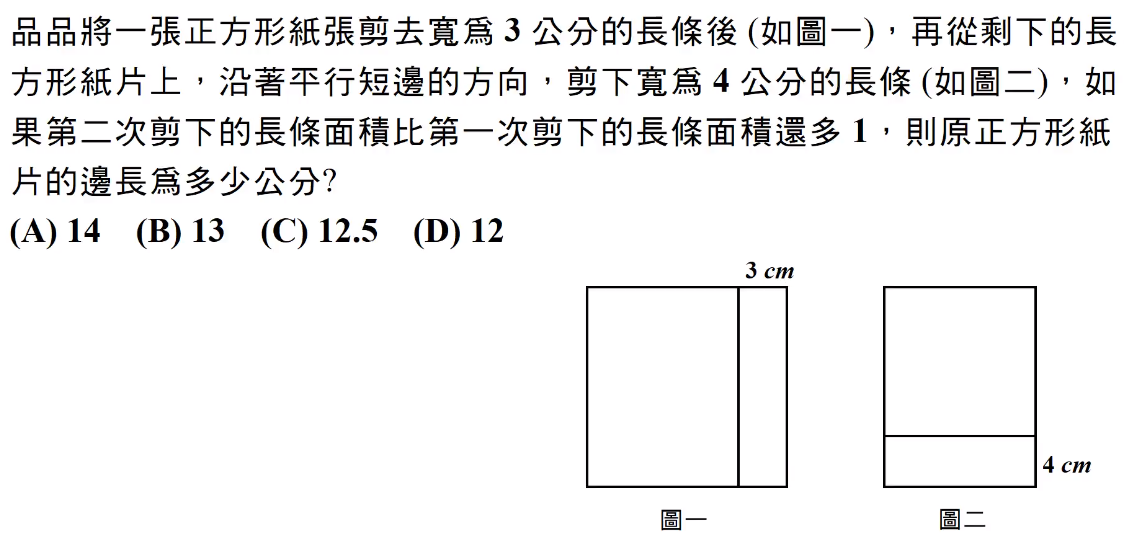 品品將一張正方形紙張剪去寬為 3 公分的長條後 (如圖一)，再從剩下的長
方形紙片上，沿著平行短邊的方向，剪下寬為 4 公分的長條 (如圖二)，如
果第二次剪下的長條面積比第一次剪下的長條面積還多 1，則原正方形紙
片的邊長為多少公分?
(A) 14 (B) 13 (C) 12.5 (D) 12
3 cm
4 cm
圖一
圖二